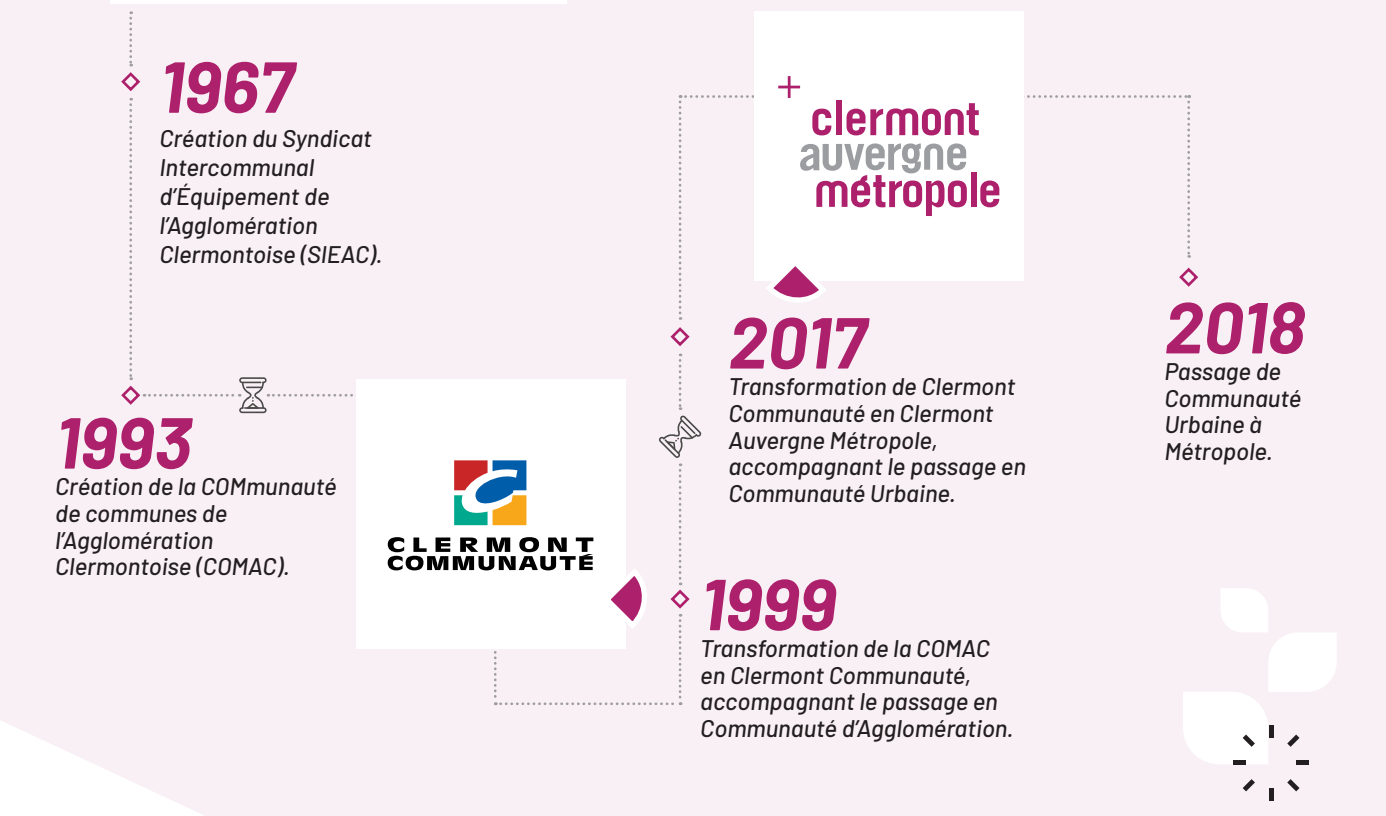 1967
Création du Syndicat
Intercommunal
d'Équipement de
l'Agglomération
Clermontoise (SIEAC).
1993
Création de la COMmunauté
de communes de
l'Agglomération
Clermontoise (COMAC).
CLERMONT
COMMUNAUTÉ
1999
Transformation de la COMAC
en Clermont Communauté,
accompagnant le passage en
Communauté d'Agglomération.
clermont
auvergne
métropole
2017
Transformation de Clermont
Communauté en Clermont
Auvergne Métropole,
accompagnant le passage en
Communauté Urbaine.
2018
Passage de
Communauté
Urbaine à
Métropole.